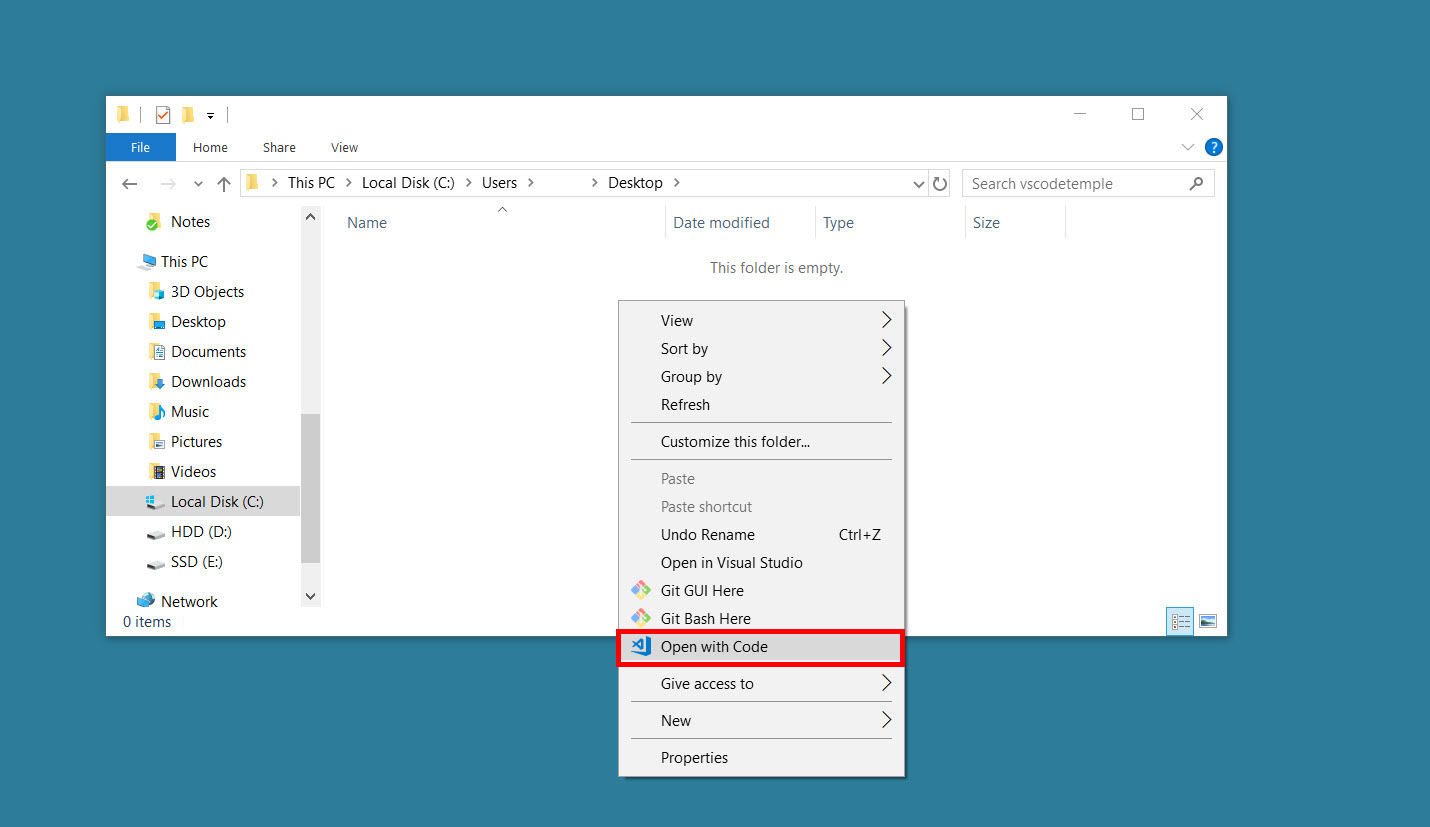 File Home Share View ?
This PC Local Disk (C:) Users Desktop Search vscodetemple
Name Date modified Type Size
This folder is empty.
Notes
This PC
3D Objects
Desktop
Documents
Downloads
Music
Pictures
Videos
Local Disk (C:)
HDD (D:)
SSD (E:)
Network
0 items
View
Sort by
Group by
Refresh
Customize this folder...
Paste
Paste shortcut
Undo Rename Ctrl+Z
Open in Visual Studio
Git GUI Here
Git Bash Here
Open with Code
Give access to
New
Properties